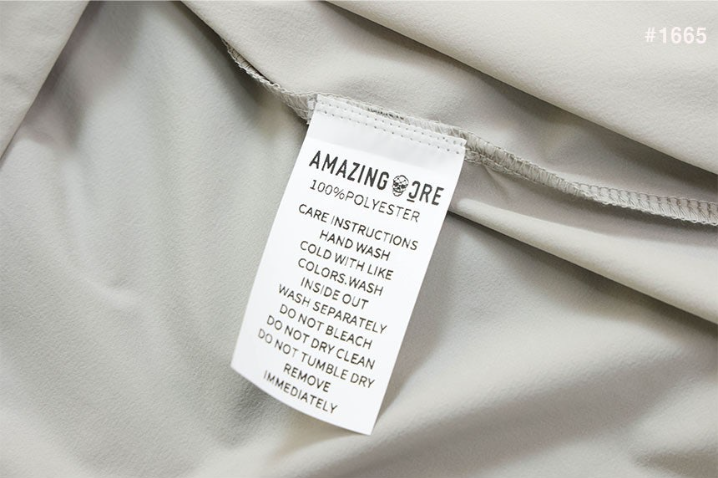 #1665
AMAZING ORE
100%POLYESTER
CARE INSTRUCTIONS
HAND WASH
COLD WITH LIKE
COLORS.WASH
INSIDE OUT
WASH SEPARATELY
DO NOT BLEACH
DO NOT DRY CLEAN
DO NOT TUMBLE DRY
REMOVE
IMMEDIATELY